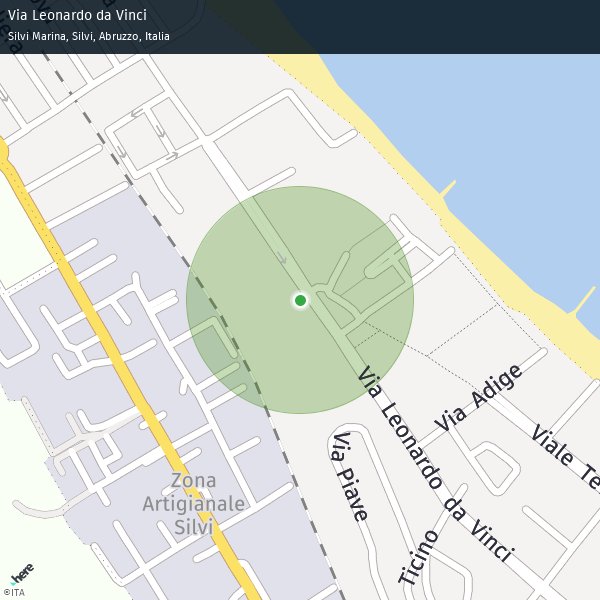 Via Leonardo da Vinci
Silvi Marina, Silvi, Abruzzo, Italia
Via Leonardo da Vinci
Via Adige
Viale Te
Via Piave
Ticino
Zona
Artigianale
Silvi
here
©ITA